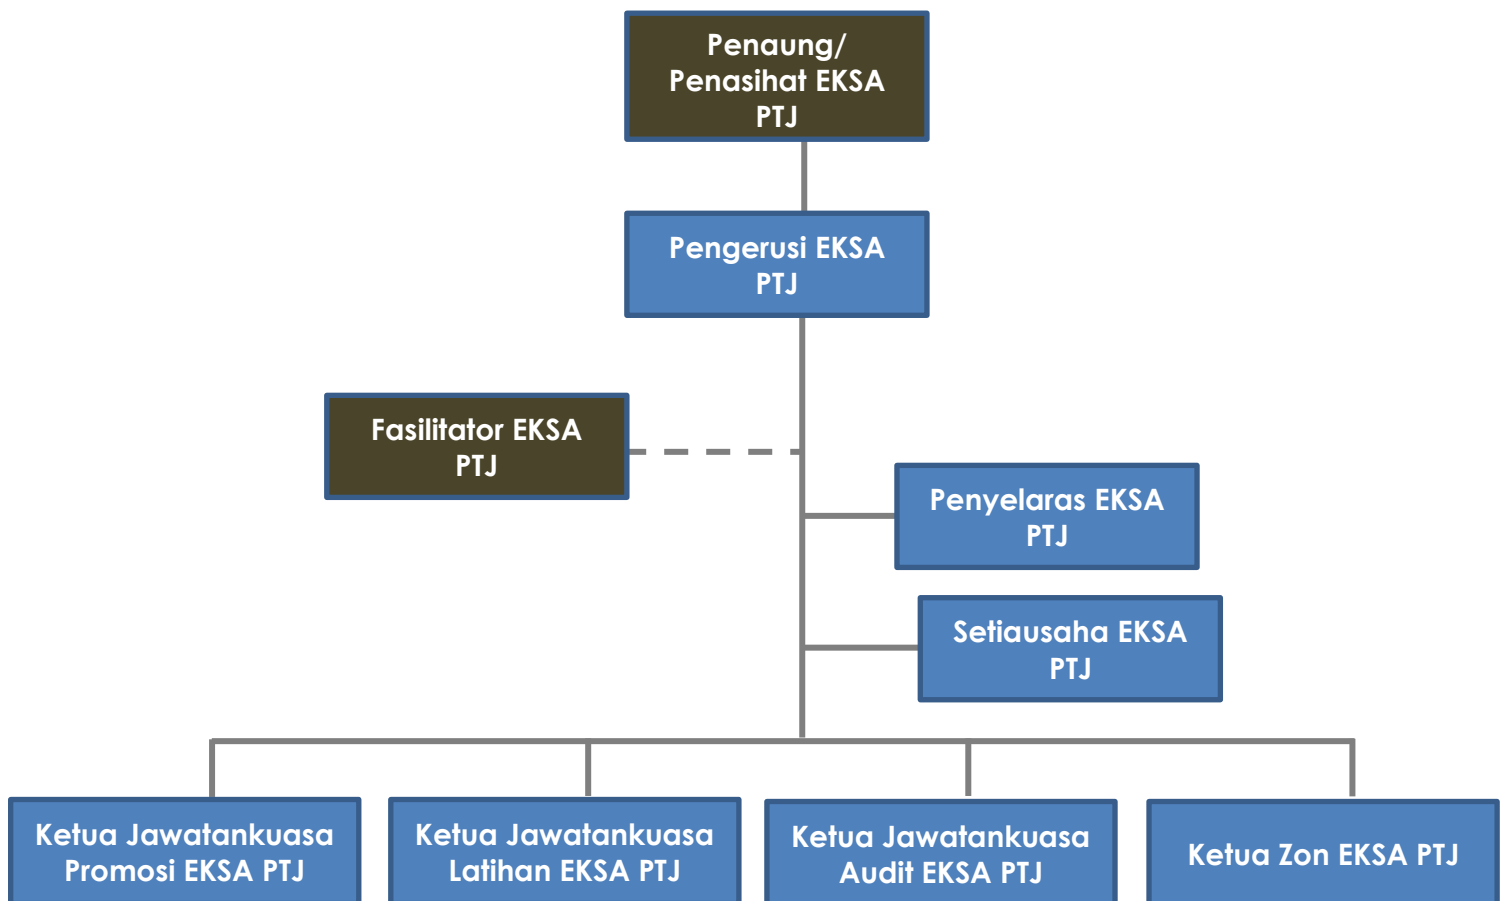 Penaung/
Penasihat EKSA
PTJ
Pengerusi EKSA
PTJ
Fasilitator EKSA
PTJ
Penyelaras EKSA
PTJ
Setiausaha EKSA
PTJ
Ketua Jawatankuasa
Promosi EKSA PTJ
Ketua Jawatankuasa
Latihan EKSA PTJ
Ketua Jawatankuasa
Audit EKSA PTJ
Ketua Zon EKSA PTJ